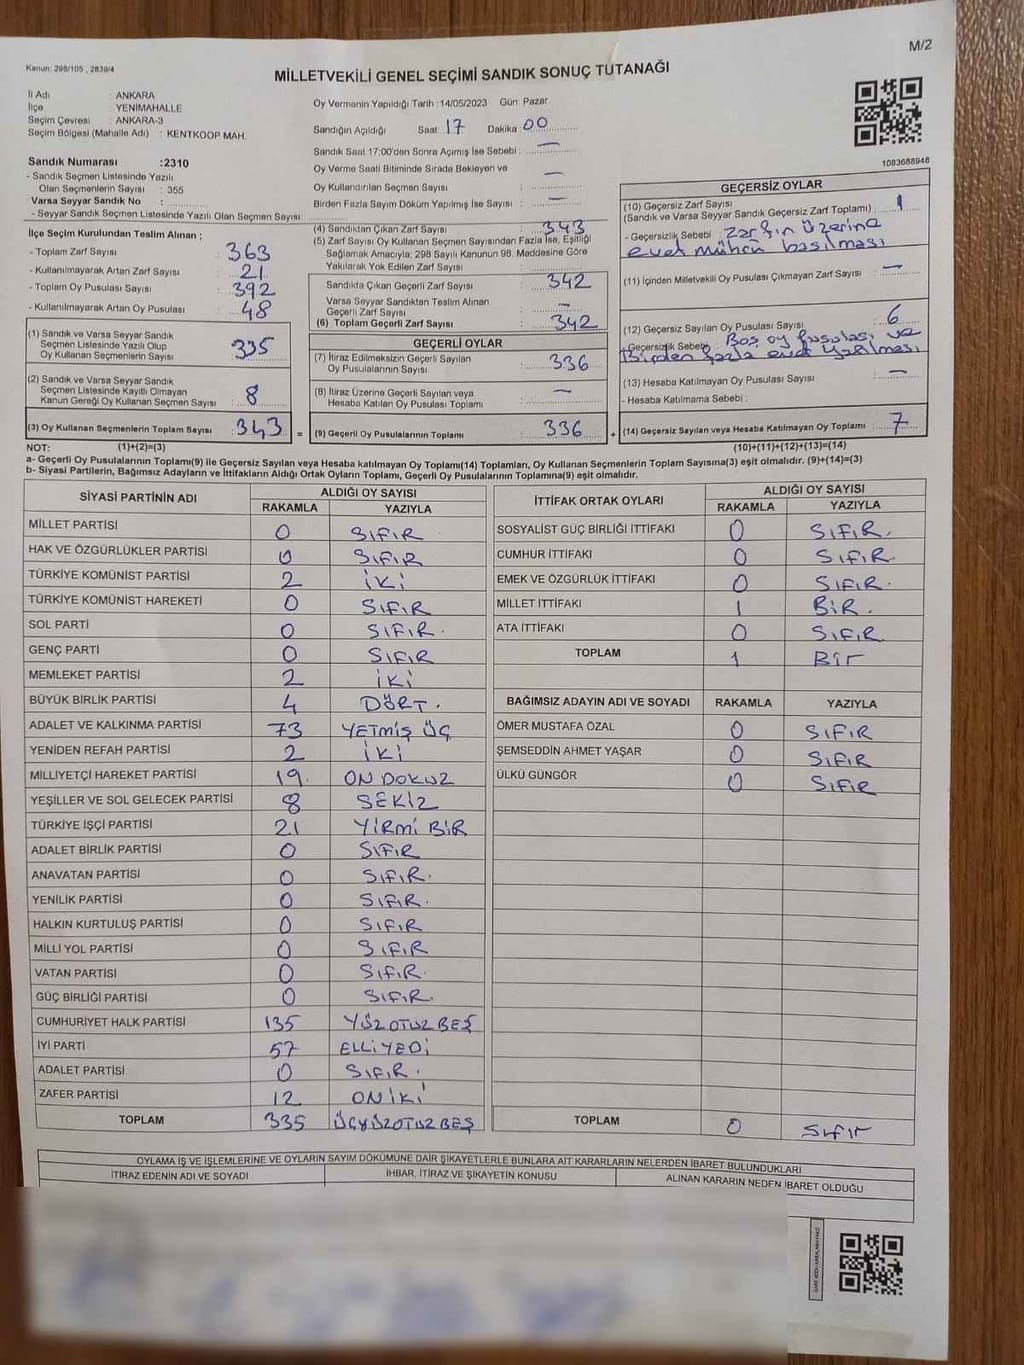 M/2
Kanun: 298/105 , 2839/4
MİLLETVEKİLİ GENEL SEÇİMİ SANDIK SONUÇ TUTANAĞI
İl Adı : ANKARA
İlçe : YENİMAHALLE
Seçim Çevresi : ANKARA-3
Seçim Bölgesi (Mahalle Adı) : KENTKOOP MAH.
Sandık Numarası :2310
- Sandık Seçmen Listesinde Yazılı
Olan Seçmenlerin Sayısı : 355
Varsa Seyyar Sandık No :
- Seyyar Sandık Seçmen Listesinde Yazılı Olan Seçmen Sayısı:
İlçe Seçim Kurulundan Teslim Alınan ;
- Toplam Zarf Sayısı : 363
- Kullanılmayarak Artan Zarf Sayısı : 21
- Toplam Oy Pusulası Sayısı : 392
- Kullanılmayarak Artan Oy Pusulası : 48
(1) Sandık ve Varsa Seyyar Sandık
Seçmen Listesinde Yazılı Olup
Oy Kullanan Seçmenlerin Sayısı 335
(2) Sandık ve Varsa Seyyar Sandık
Seçmen Listesinde Kayıtlı Olmayan
Kanun Gereği Oy Kullanan Seçmen Sayısı 8
(3) Oy Kullanan Seçmenlerin Toplam Sayısı : 343
Oy Vermenin Yapıldığı Tarih :14/05/2023 Gün: Pazar
Sandığın Açıldığı Saat 17 Dakika 00
Sandık Saat 17:00'den Sonra Açmış İse Sebebi : —
Oy Verme Saati Bitiminde Sırada Bekleyen ve
Oy Kullandırılan Seçmen Sayısı : —
Birden Fazla Sayım Döküm Yapılmış İse Sayısı : —
(4) Sandıktan Çıkan Zarf Sayısı : 343
(5) Zarf Sayısı Oy Kullanan Seçmen Sayısından Fazla İse, Eşitliği
Sağlamak Amacıyla; 298 Sayılı Kanunun 98. Maddesine Göre
Yakılarak Yok Edilen Zarf Sayısı :
Sandıkta Çıkan Geçerli Zarf Sayısı : 342
Varsa Seyyar Sandıktan Teslim Alınan
Geçerli Zarf Sayısı : —
(6) Toplam Geçerli Zarf Sayısı : 342
GEÇERLİ OYLAR
(7) İtiraz Edilmeksizin Geçerli Sayılan
Oy Pusulalarının Sayısı : 336
(8) İtiraz Üzerine Geçerli Sayılan veya
Hesaba Katılan Oy Pusulası Toplamı : —
= (9) Geçerli Oy Pusulalarının Toplamı : 336 +
1083688948
GEÇERSİZ OYLAR
(10) Geçersiz Zarf Sayısı
(Sandık ve Varsa Seyyar Sandık Geçersiz Zarf Toplamı) : 1
- Geçersizlik Sebebi : Zarfın Üzerine
evet mührü basılması
(11) İçinden Milletvekili Oy Pusulası Çıkmayan Zarf Sayısı : —
(12) Geçersiz Sayılan Oy Pusulası Sayısı : 6
- Geçersizlik Sebebi : Boş oy pusulası ve
Birden fazla evet yazılması
(13) Hesaba Katılmayan Oy Pusulası Sayısı : —
- Hesaba Katılmama Sebebi :
(14) Geçersiz Sayılan veya Hesaba Katılmayan Oy Toplamı : 7
NOT: (1)+(2)=(3) (10)+(11)+(12)+(13)=(14)
a- Geçerli Oy Pusulalarının Toplamı(9) ile Geçersiz Sayılan veya Hesaba katılmayan Oy Toplamı(14) Toplamları, Oy Kullanan Seçmenlerin Toplam Sayısına(3) eşit olmalıdır. (9)+(14)=(3)
b- Siyasi Partilerin, Bağımsız Adayların ve İttifakların Aldığı Ortak Oyların Toplamı, Geçerli Oy Pusulalarının Toplamına(9) eşit olmalıdır.
SİYASİ PARTİNİN ADI ALDIĞI OY SAYISI
RAKAMLA YAZIYLA
MİLLET PARTİSİ 0 SIFIR
HAK VE ÖZGÜRLÜKLER PARTİSİ 0 SIFIR
TÜRKİYE KOMÜNİST PARTİSİ 2 İKİ
TÜRKİYE KOMÜNİST HAREKETİ 0 SIFIR
SOL PARTİ 0 SIFIR.
GENÇ PARTİ 0 SIFIR
MEMLEKET PARTİSİ 2 İKİ
BÜYÜK BİRLİK PARTİSİ 4 DÖRT.
ADALET VE KALKINMA PARTİSİ 73 YETMİŞ ÜÇ
YENİDEN REFAH PARTİSİ 2 İKİ
MİLLİYETÇİ HAREKET PARTİSİ 19. ON DOKUZ
YEŞİLLER VE SOL GELECEK PARTİSİ 8 SEKİZ
TÜRKİYE İŞÇİ PARTİSİ 21 YİRMİ BİR
ADALET BİRLİK PARTİSİ 0 SIFIR
ANAVATAN PARTİSİ 0 SIFIR.
YENİLİK PARTİSİ 0 SIFIR.
HALKIN KURTULUŞ PARTİSİ 0 SIFIR
MİLLİ YOL PARTİSİ 0 SIFIR
VATAN PARTİSİ 0 SIFIR.
GÜÇ BİRLİĞİ PARTİSİ 0 SIFIR.
CUMHURİYET HALK PARTİSİ 135 YÜZ OTUZ BEŞ
İYİ PARTİ 57 ELLİ YEDİ
ADALET PARTİSİ 0 SIFIR.
ZAFER PARTİSİ 12 ON İKİ
TOPLAM 335 ÜÇYÜZOTUZ BEŞ
İTTİFAK ORTAK OYLARI ALDIĞI OY SAYISI
RAKAMLA YAZIYLA
SOSYALİST GÜÇ BİRLİĞİ İTTİFAKI 0 SIFIR.
CUMHUR İTTİFAKI 0 SIFIR.
EMEK VE ÖZGÜRLÜK İTTİFAKI 0 SIFIR.
MİLLET İTTİFAKI 1 BİR.
ATA İTTİFAKI 0 SIFIR
TOPLAM 1 Bir
BAĞIMSIZ ADAYIN ADI VE SOYADI RAKAMLA YAZIYLA
ÖMER MUSTAFA ÖZAL 0 SIFIR
ŞEMSEDDİN AHMET YAŞAR 0 SIFIR
ÜLKÜ GÜNGÖR 0 SIFIR
TOPLAM 0 Sıfır
OYLAMA İŞ VE İŞLEMLERİNE VE OYLARIN SAYIM DÖKÜMÜNE DAİR ŞİKAYETLERLE BUNLARA AİT KARARLARIN NELERDEN İBARET BULUNDUKLARI
İTİRAZ EDENİN ADI VE SOYADI İHBAR, İTİRAZ VE ŞİKAYETİN KONUSU ALINAN KARARIN NEDEN İBARET OLDUĞU